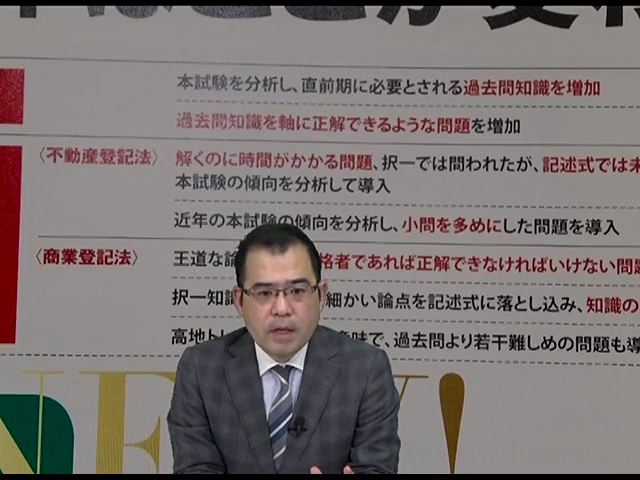 はどこが変わ
本試験を分析し、直前期に必要とされる過去問知識を増加
過去問知識を軸に正解できるような問題を増加
〈不動産登記法〉 解くのに時間がかかる問題、択一では問われたが、記述式では未
本試験の傾向を分析して導入
近年の本試験の傾向を分析し、小問を多めにした問題を導入
〈商業登記法〉 王道な論 格者であれば正解できなければいけない問題
択一知識 細かい論点を記述式に落とし込み、知識の
高地ト 意味で、過去問より若干難しめの問題も導
NEW!